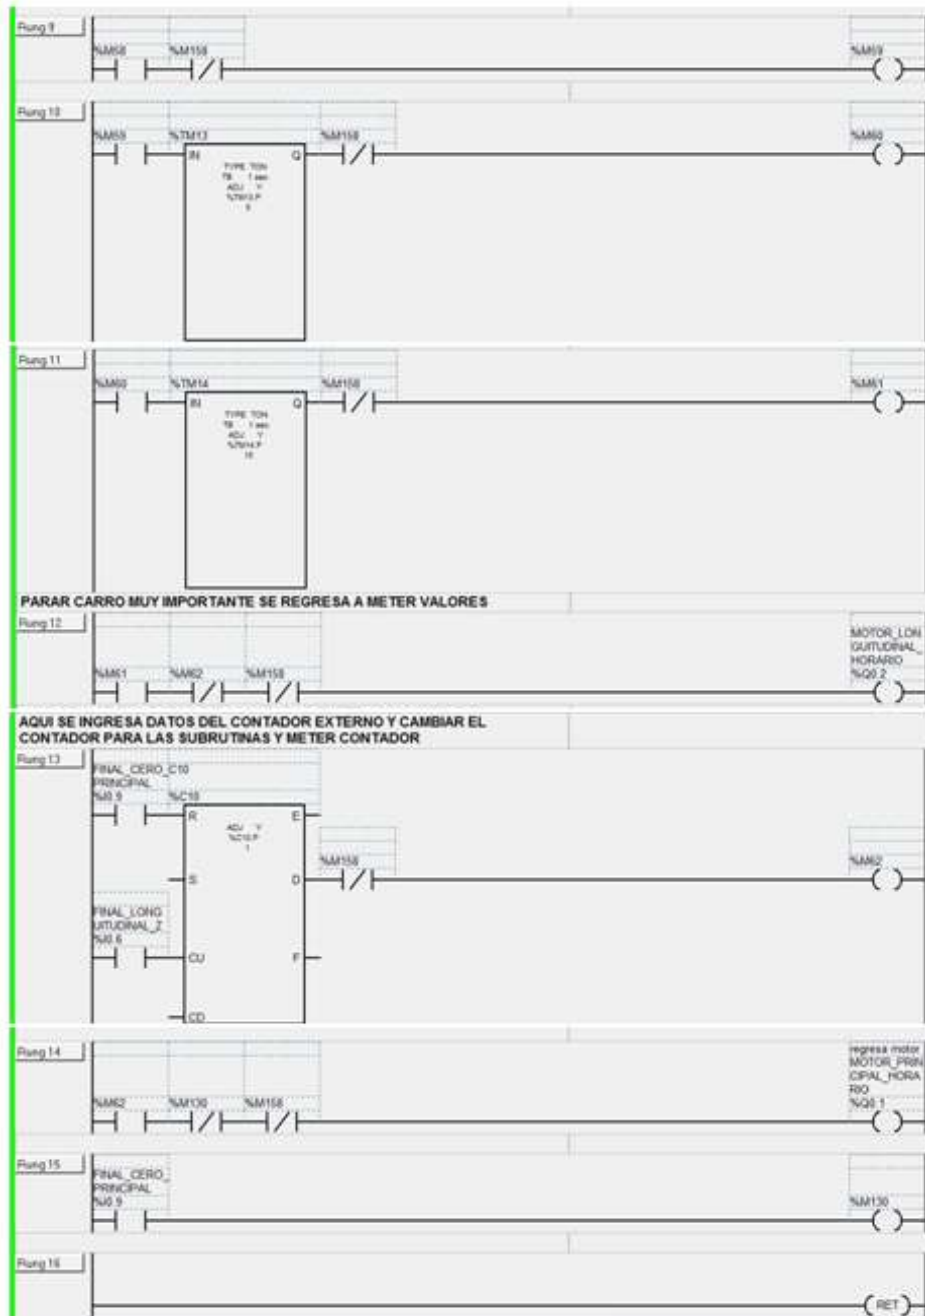 Rung 9
%M58 %M158 %M59
Rung 10
%M59 %TM13 %M158 %M60
IN Q
TYPE TON
TB 1 sec
ADJ Y
%TM13.P
Rung 11
%M60 %TM14 %M158 %M61
IN Q
TYPE TON
TB 1 sec
ADJ Y
%TM14.P
10
PARAR CARRO MUY IMPORTANTE SE REGRESA A METER VALORES
Rung 12
MOTOR_LON
GUITUDINAL_
HORARIO
%M61 %M62 %M158 %Q0.2
AQUI SE INGRESA DATOS DEL CONTADOR EXTERNO Y CAMBIAR EL
CONTADOR PARA LAS SUBRUTINAS Y METER CONTADOR
Rung 13
FINAL_CERO_ C10
PRINCIPAL
%I0.9 %C10
R E
ADJ Y
%C10.P
1
%M158 %M62
S D
FINAL_LONG
UITUDINAL_Z
%I0.6
CU F
CD
Rung 14
regresa motor
MOTOR_PRIN
CIPAL_HORA
RIO
%M62 %M130 %M158 %Q0.1
Rung 15
FINAL_CERO_
PRINCIPAL
%I0.9 %M130
Rung 16
RET